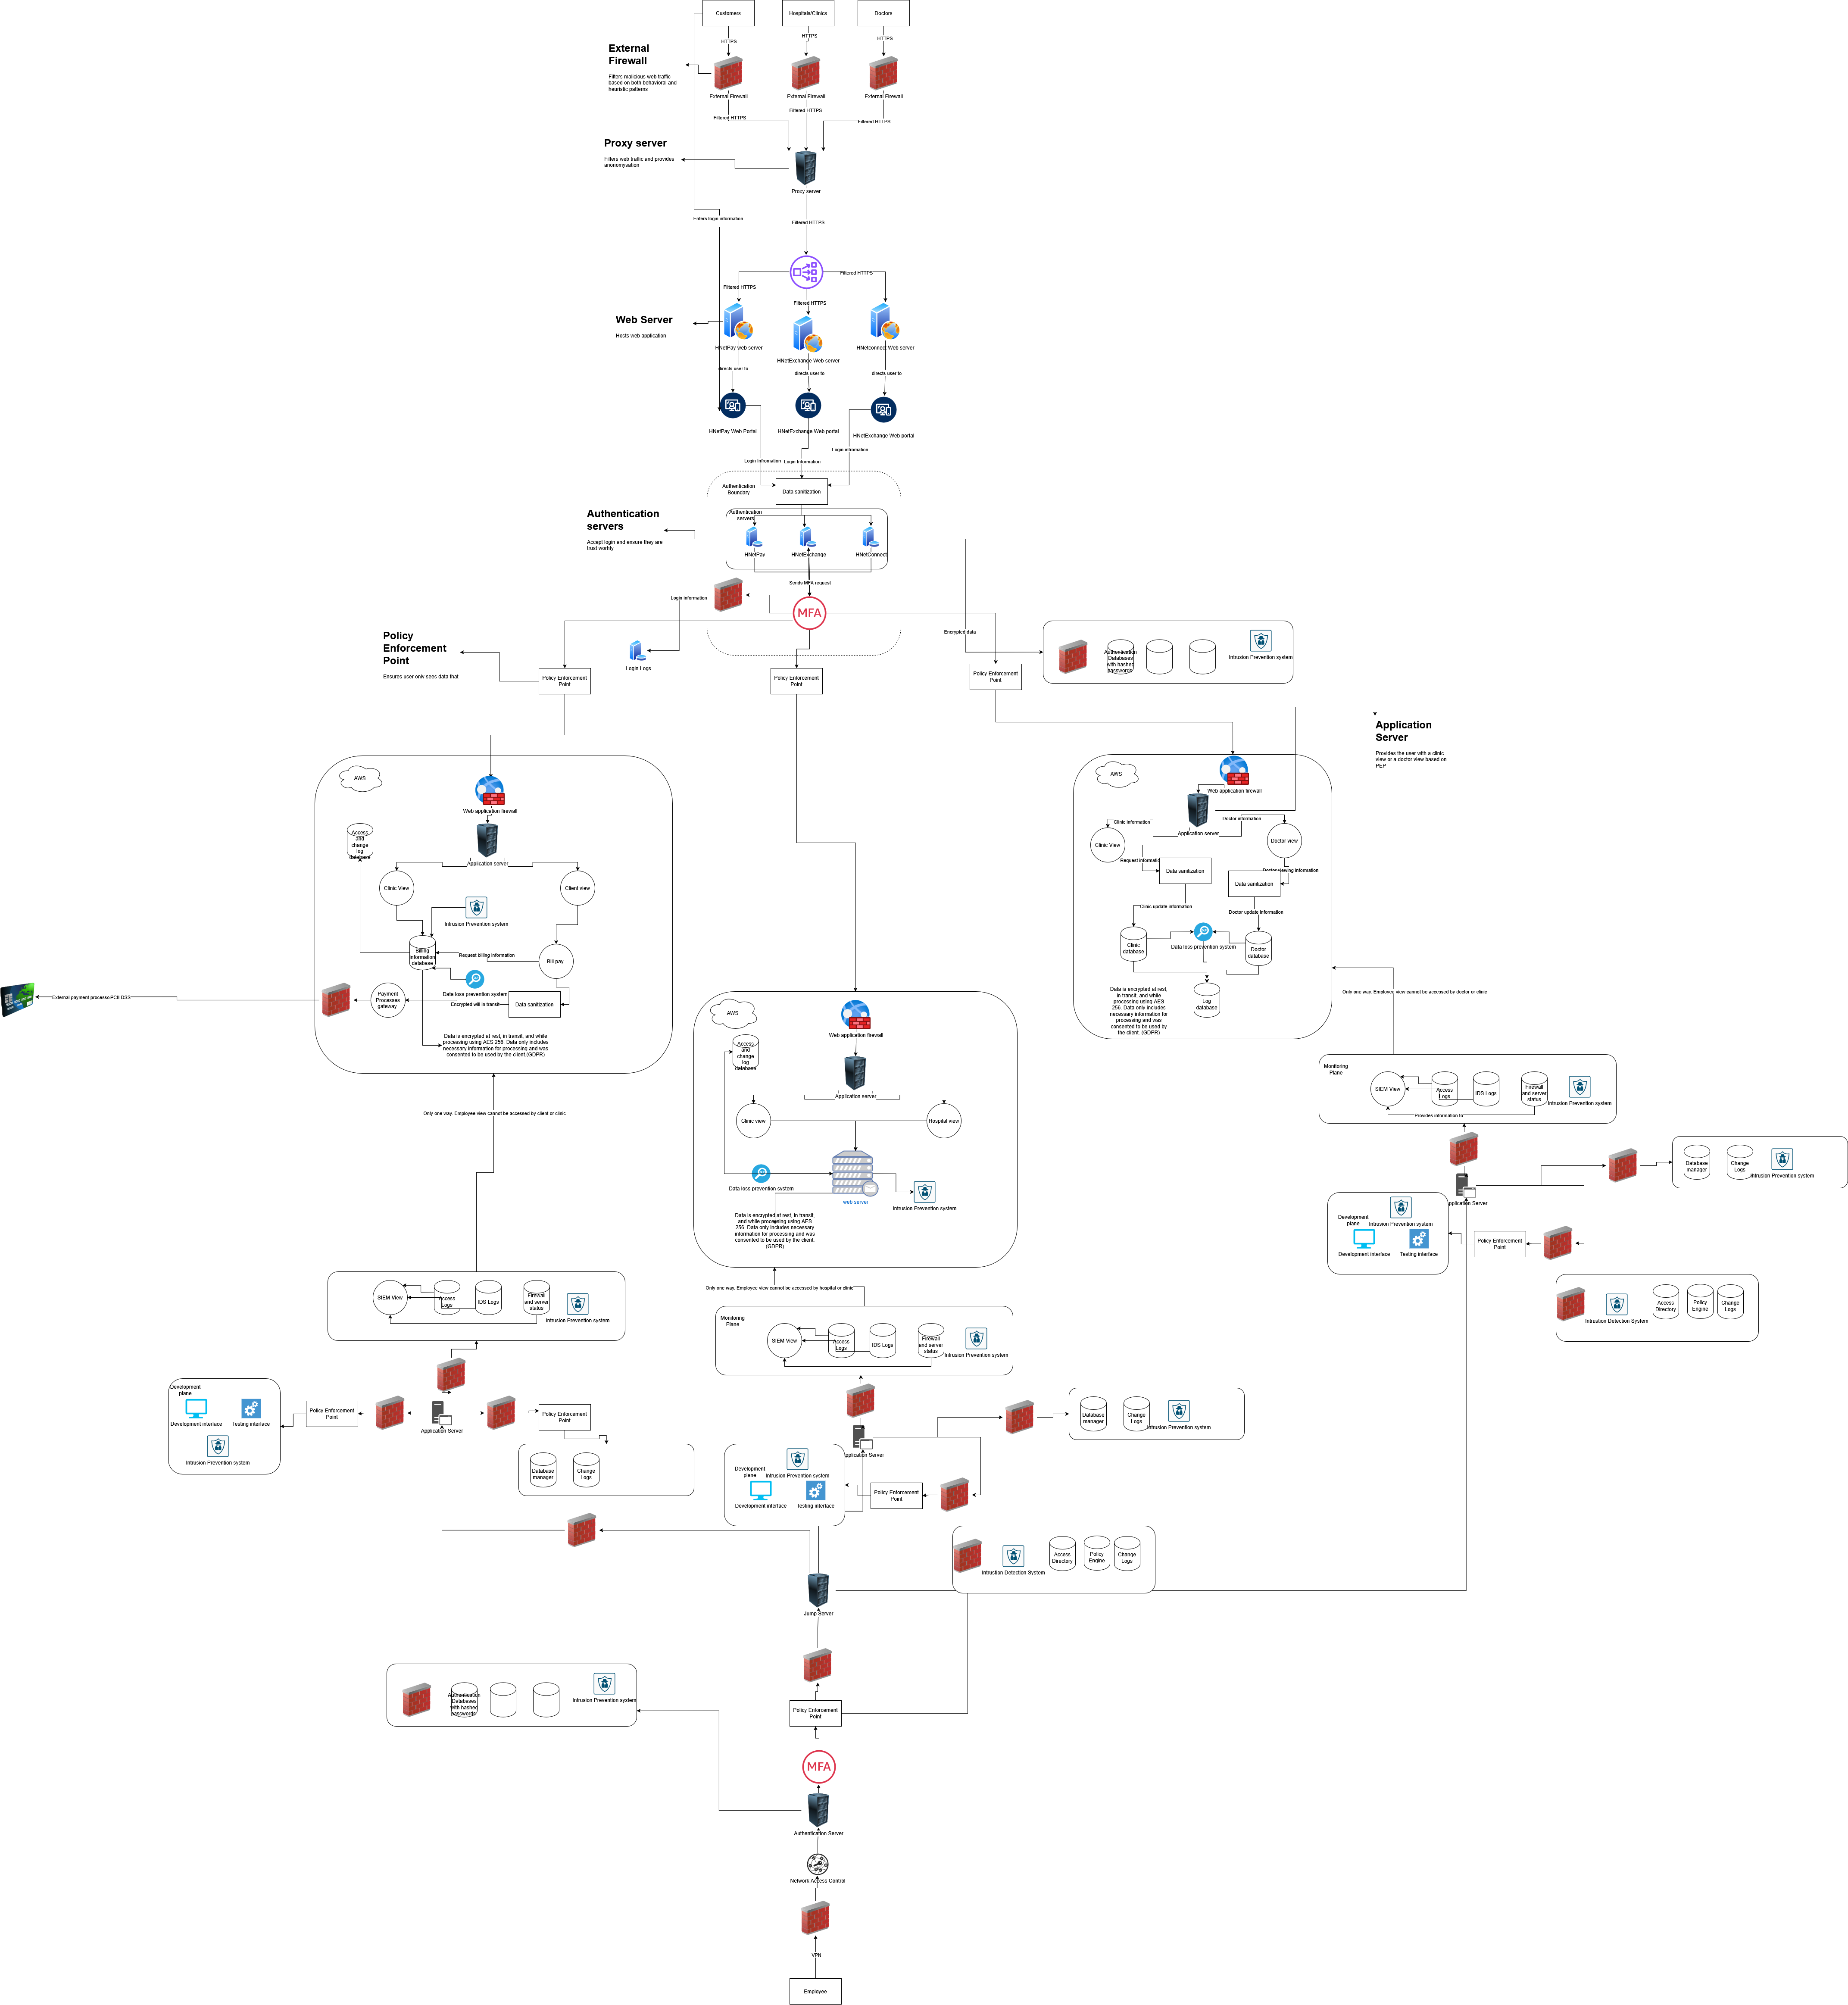 Customers
Hospitals/Clinics
Doctors
HTTPS
HTTPS
HTTPS
External
Firewall
Filters malicious web traffic
based on both behavioral and
heuristic patterns
External Firewall
External Firewall
External Firewall
Filtered HTTPS
Filtered HTTPS
Filtered HTTPS
Proxy server
Filters web traffic and provides
anonomysation
Proxy server
Enters login information
Filtered HTTPS
Filtered HTTPS
Filtered HTTPS
Filtered HTTPS
Web Server
Hosts web application
HNetPay web server
HNetExchange Web server
HNetconnect Web server
directs user to
directs user to
directs user to
HNetPay Web Portal
HNetExchange Web portal
HNetExchange Web portal
Login Information
Login Information
Login infromation
Authentication
Boundary
Data sanitization
Authentication
servers
Authentication
servers
Accept login and ensure they are
trust worhty
HNetPay
HNetExchange
HNetConnect
Sends MFA request
Login information
MFA
Encrypted data
Login Logs
Policy
Enforcement
Point
Ensures user only sees data that
Policy Enforcement
Point
Policy Enforcement
Point
Policy Enforcement
Point
Authentication
Databases
with hashed
passwords
Intrusion Prevention system
Application
Server
Provides the user with a clinic
view or a doctor view based on
PEP
AWS
Web application firewall
Application server
Access
and
change
log
database
Clinic View
Client view
Intrusion Prevention system
Billing
information
database
Request billing information
Bill pay
Data loss prevention system
Payment
Processes
gateway
Encrypted will in transit
Data sanitization
External payment processoPCII DSS
Data is encrypted at rest, in transit, and while
processing using AES 256. Data only includes
necessary information for processing and was
consented to be used by the client.(GDPR)
AWS
Web application firewall
Application server
Clinic information
Doctor information
Clinic View
Doctor view
Request informatio
Data sanitization
Doctor viewing information
Data sanitization
Clinic update information
Doctor update information
Clinic
database
Data loss prevention system
Doctor
database
Log
database
Data is encrypted at rest,
in transit, and while
processing using AES
256. Data only includes
necessary information for
processing and was
consented to be used by
the client. (GDPR)
Only one way. Employee view cannot be accessed by doctor or clinic
AWS
Web application firewall
Access
and
change
log
database
Application server
Clinic view
Hospital view
Data loss prevention system
web server
Intrusion Prevention system
Data is encrypted at rest, in transit,
and while processing using AES
256. Data only includes necessary
information for processing and was
consented to be used by the client.
(GDPR)
Only one way. Employee view cannot be accessed by client or clinic
Monitoring
Plane
SIEM View
Access
Logs
IDS Logs
Firewall
and server
status
Intrusion Prevention system
Provides information to
Database
manager
Change
Logs
Intrusion Prevention system
Application Server
Development
plane
Intrusion Prevention system
Development interface
Testing interface
Policy Enforcement
Point
Intrustion Detection System
Access
Directory
Policy
Engine
Change
Logs
SIEM View
Access
Logs
IDS Logs
Firewall
and server
status
Intrusion Prevention system
Only one way. Employee view cannot be accessed by hospital or clinic
Monitoring
Plane
SIEM View
Access
Logs
IDS Logs
Firewall
and server
status
Intrusion Prevention system
Development
plane
Development interface
Testing interface
Intrusion Prevention system
Policy Enforcement
Point
Application Server
Policy Enforcement
Point
Database
manager
Change
Logs
Database
manager
Change
Logs
Intrusion Prevention system
Application Server
Development
plane
Intrusion Prevention system
Development interface
Testing interface
Policy Enforcement
Point
Intrustion Detection System
Access
Directory
Policy
Engine
Change
Logs
Jump Server
Authentication
Databases
with hashed
passwords
Intrusion Prevention system
Policy Enforcement
Point
MFA
Authentication Server
Network Access Control
VPN
Employee